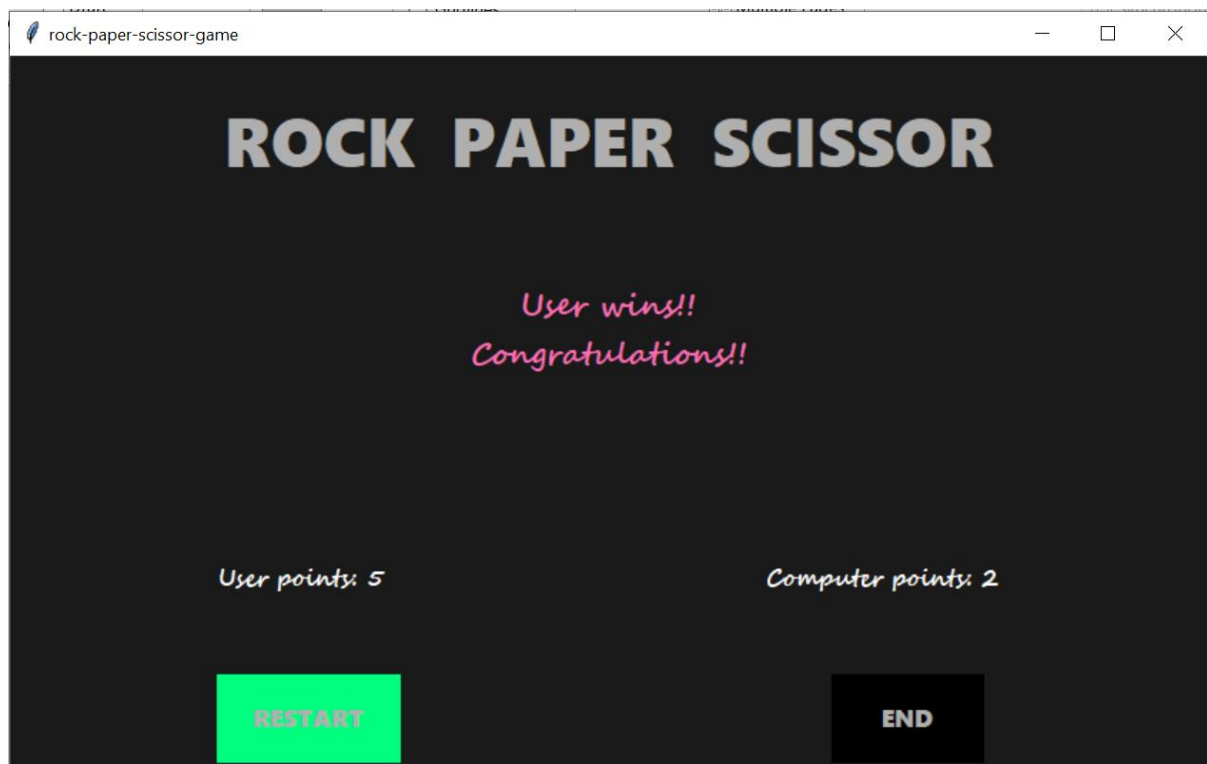 rock-paper-scissor-game
ROCK PAPER SCISSOR
User wins!!
Congratulations!!
User points: 5
Computer points: 2
RESTART
END